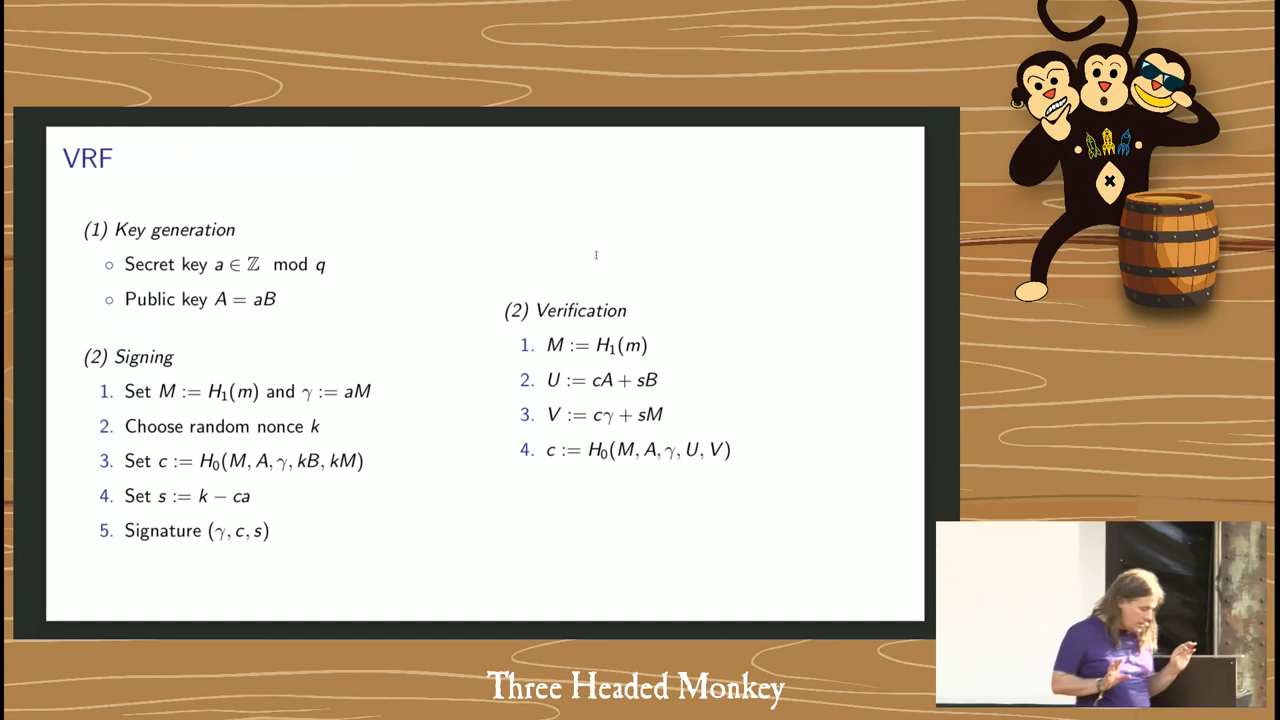 VRF
(1) Key generation
Secret key a ∈ ℤ mod q
Public key A = aB
(2) Signing
1. Set M := H₁(m) and γ := aM
2. Choose random nonce k
3. Set c := H₀(M, A, γ, kB, kM)
4. Set s := k − ca
5. Signature (γ, c, s)
(2) Verification
1. M := H₁(m)
2. U := cA + sB
3. V := cγ + sM
4. c := H₀(M, A, γ, U, V)
Three Headed Monkey